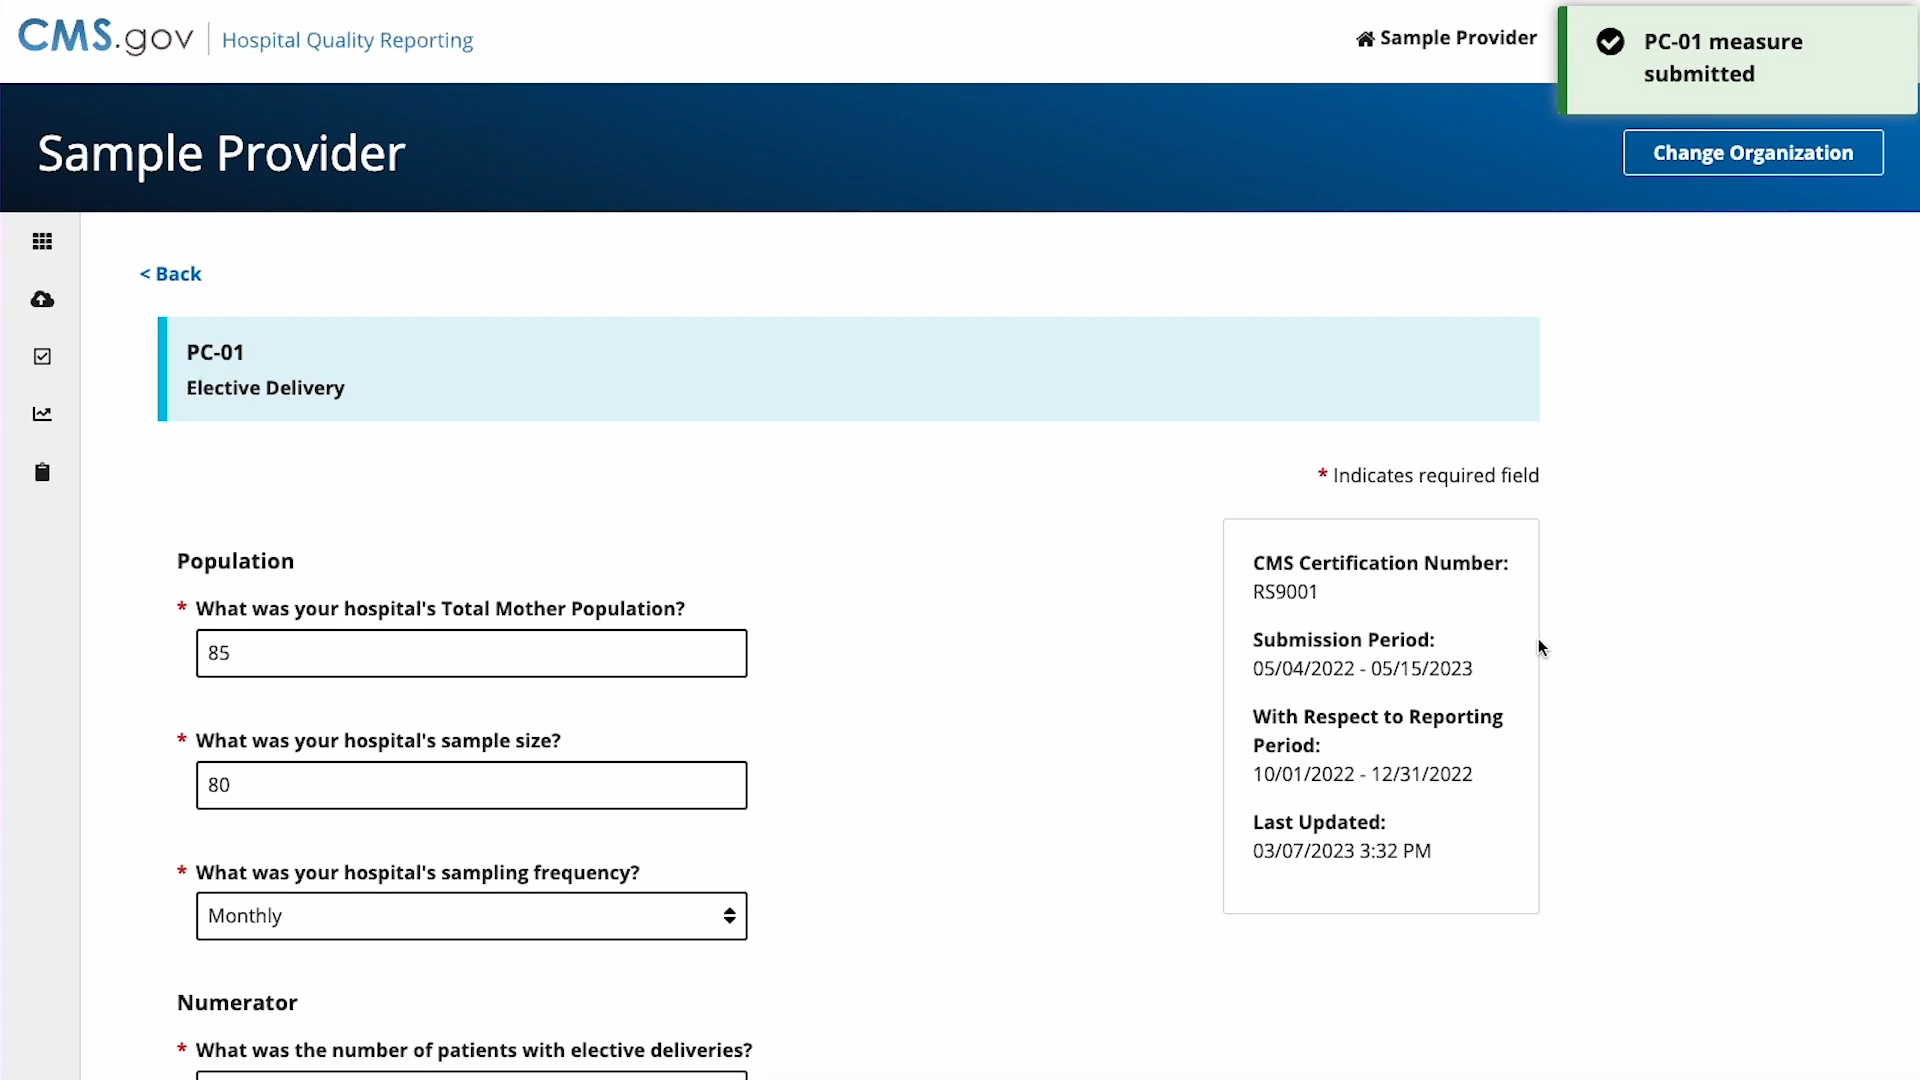 CMS.gov
Hospital Quality Reporting
Sample Provider
PC-01 measure
submitted
Sample Provider
Change Organization
< Back
PC-01
Elective Delivery
* Indicates required field
Population
* What was your hospital's Total Mother Population?
85
* What was your hospital's sample size?
80
* What was your hospital's sampling frequency?
Monthly
Numerator
* What was the number of patients with elective deliveries?
CMS Certification Number:
RS9001
Submission Period:
05/04/2022 - 05/15/2023
With Respect to Reporting
Period:
10/01/2022 - 12/31/2022
Last Updated:
03/07/2023 3:32 PM